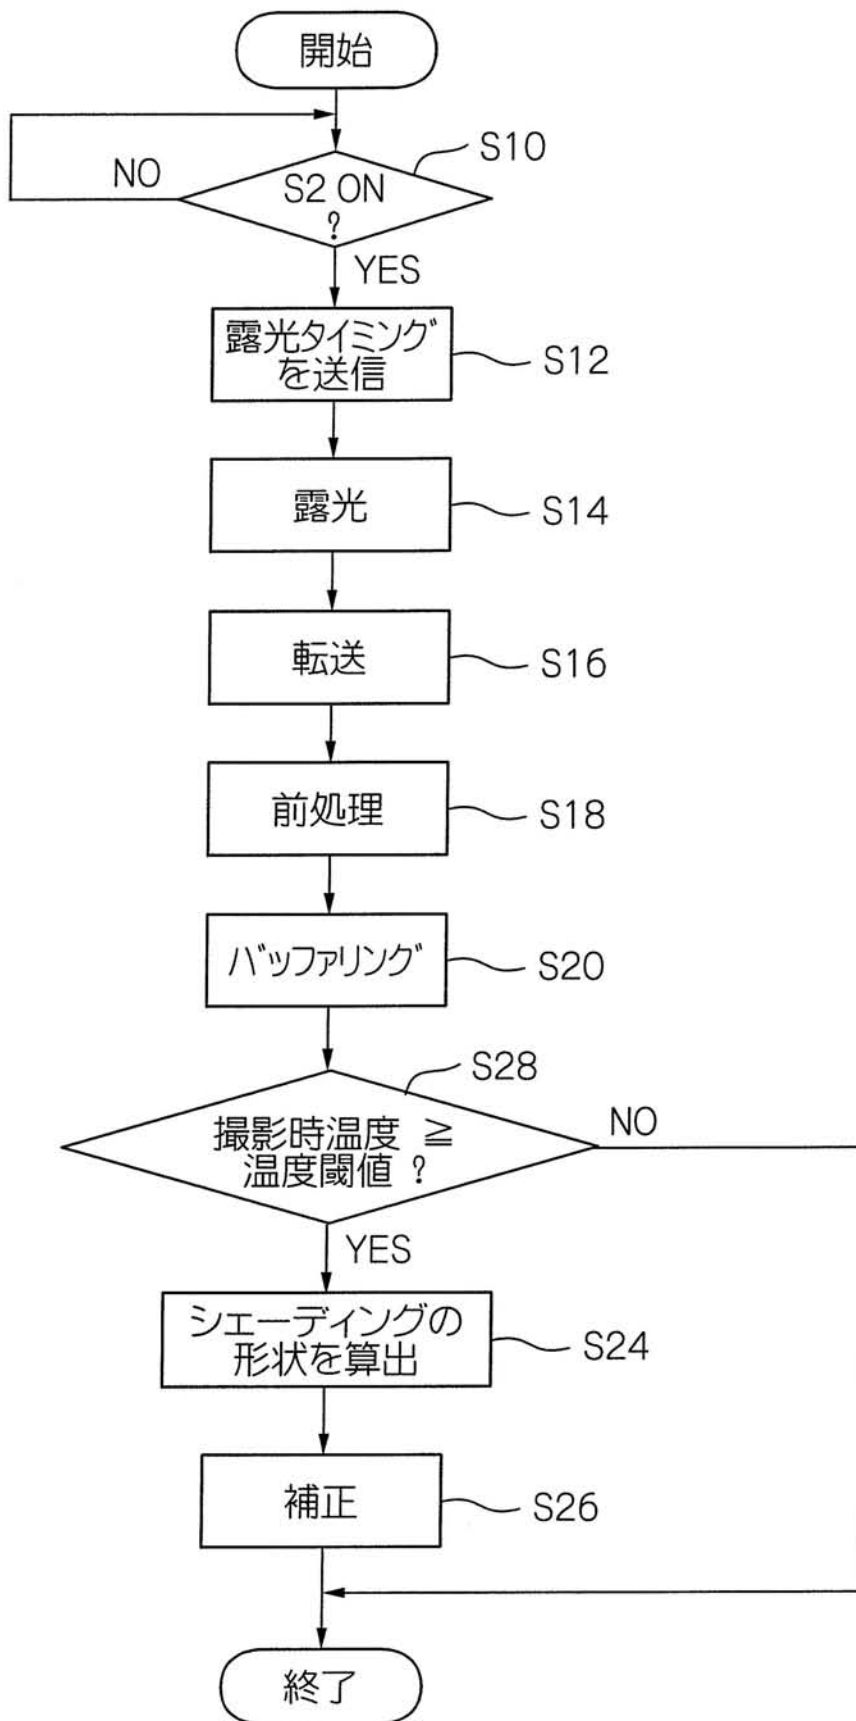 開始
S10
NO
S2 ON
?
YES
露光タイミング
を送信
S12
露光
S14
転送
S16
前処理
S18
バッファリング
S20
S28
撮影時温度 ≧
温度閾値 ?
NO
YES
シェーディングの
形状を算出
S24
補正
S26
終了